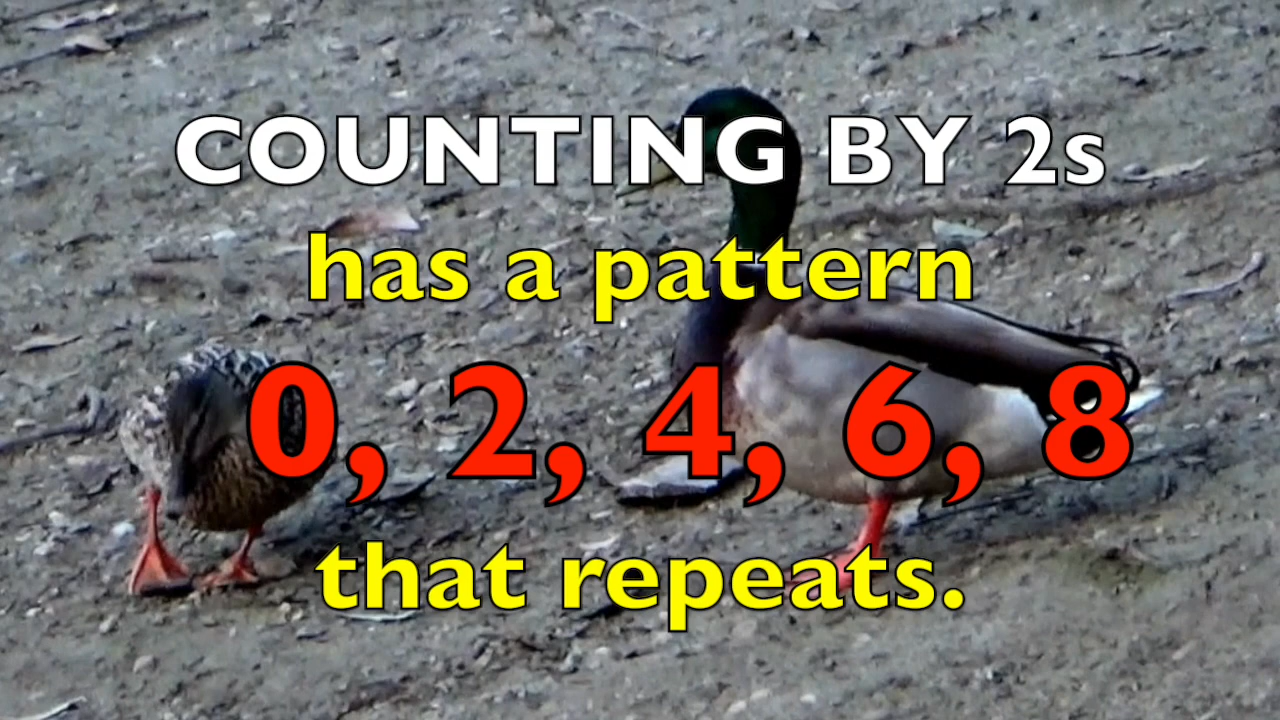 COUNTING BY 2s
has a pattern
0, 2, 4, 6, 8
that repeats.